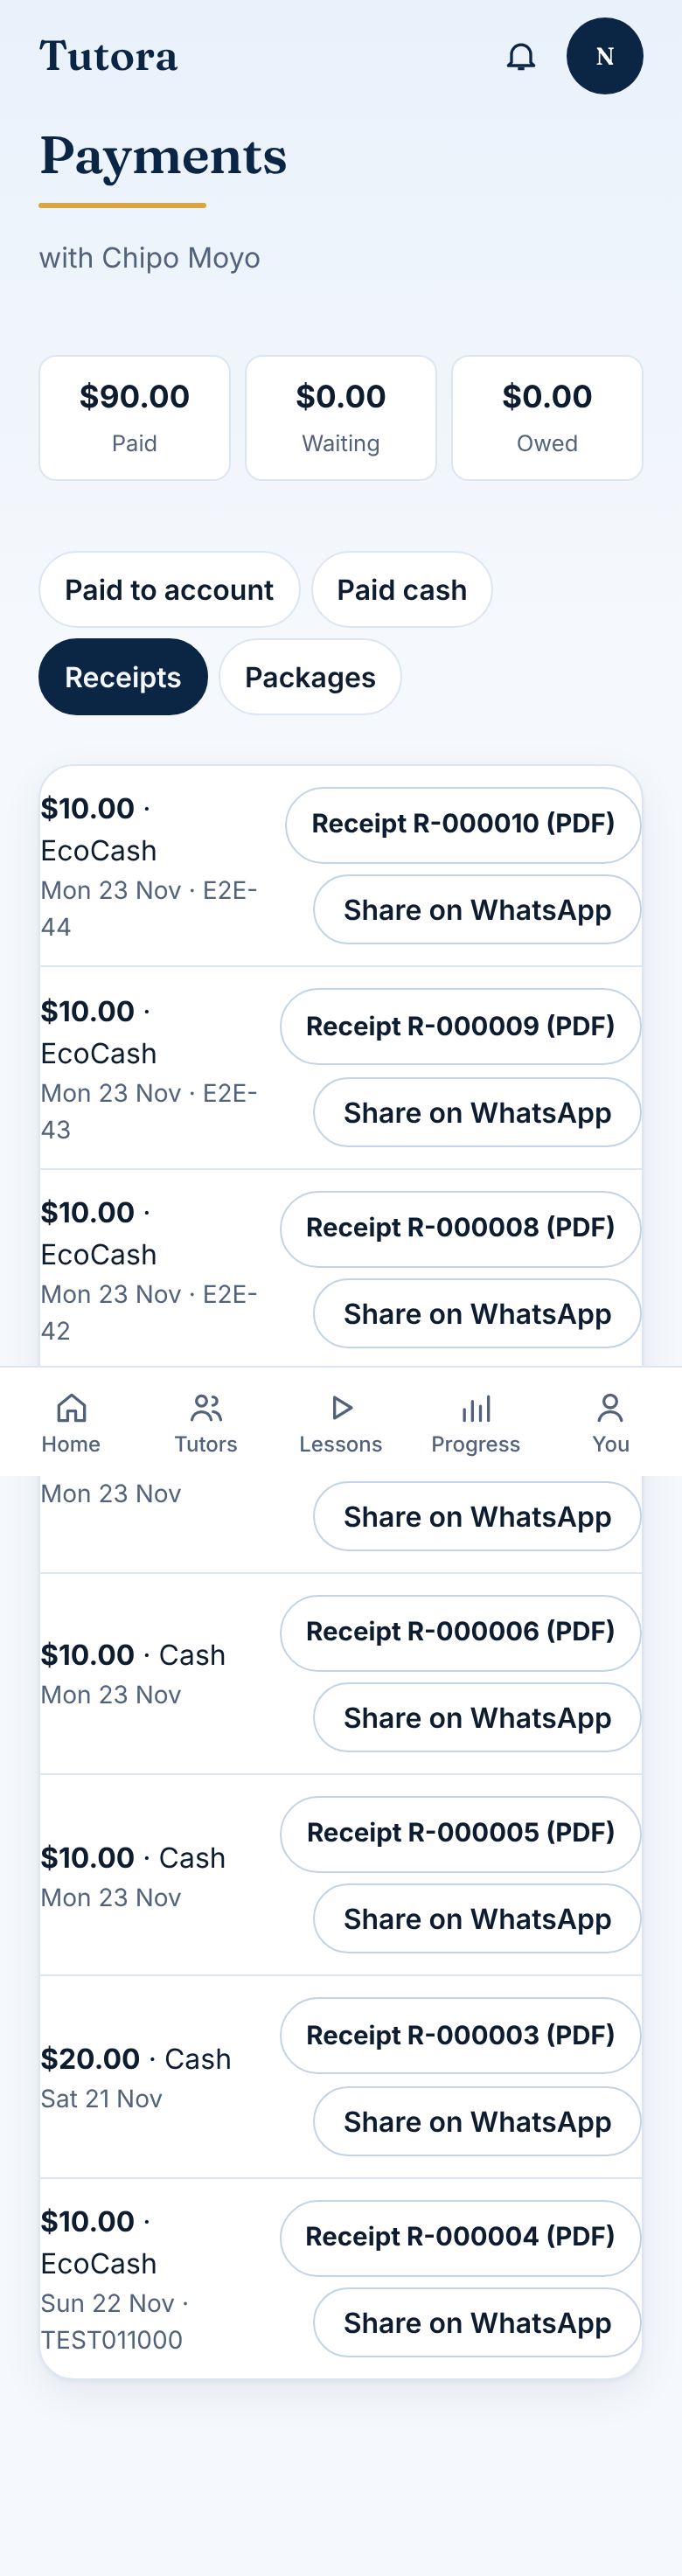 Tutora
N
Payments
with Chipo Moyo
$90.00
Paid
$0.00
Waiting
$0.00
Owed
Paid to account
Paid cash
Receipts
Packages
$10.00 ·
EcoCash
Mon 23 Nov · E2E-
44
Receipt R-000010 (PDF)
Share on WhatsApp
$10.00 ·
EcoCash
Mon 23 Nov · E2E-
43
Receipt R-000009 (PDF)
Share on WhatsApp
$10.00 ·
EcoCash
Mon 23 Nov · E2E-
42
Receipt R-000008 (PDF)
Share on WhatsApp
Home
Tutors
Lessons
Progress
You
Mon 23 Nov
Share on WhatsApp
$10.00 · Cash
Mon 23 Nov
Receipt R-000006 (PDF)
Share on WhatsApp
$10.00 · Cash
Mon 23 Nov
Receipt R-000005 (PDF)
Share on WhatsApp
$20.00 · Cash
Sat 21 Nov
Receipt R-000003 (PDF)
Share on WhatsApp
$10.00 ·
EcoCash
Sun 22 Nov ·
TEST011000
Receipt R-000004 (PDF)
Share on WhatsApp